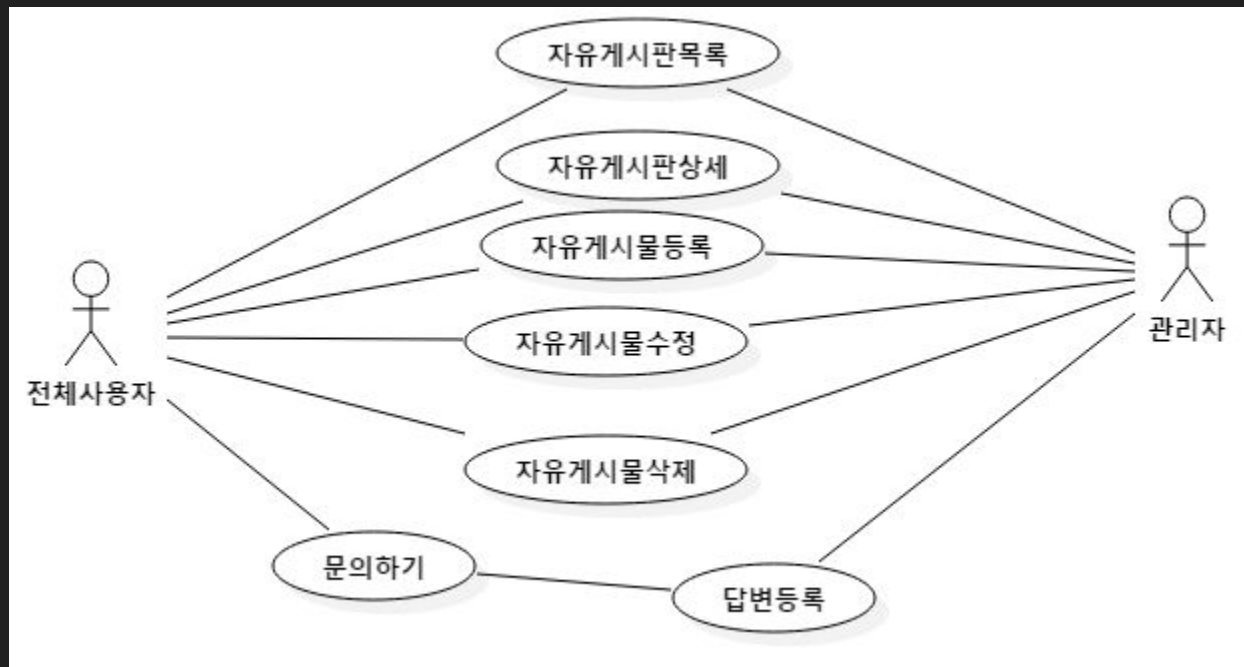 자유게시판목록
자유게시판상세
자유게시물등록
자유게시물수정
관리자
전체사용자
자유게시물삭제
문의하기
답변등록